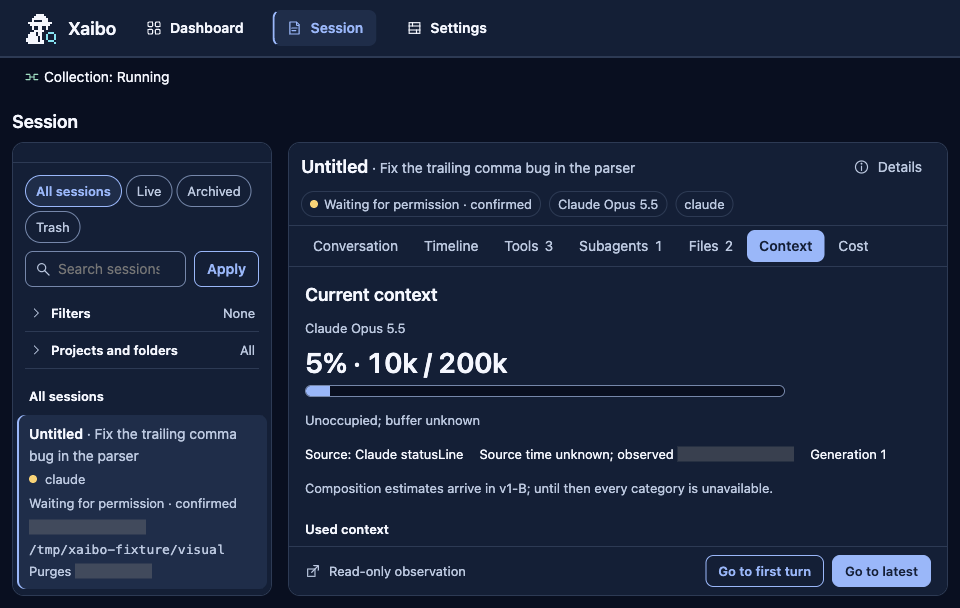 Xaibo
Dashboard
Session
Settings
Collection: Running
Session
All sessions
Live
Archived
Trash
Search sessions
Apply
Filters
None
Projects and folders
All
All sessions
Untitled · Fix the trailing comma
bug in the parser
claude
Waiting for permission · confirmed
/tmp/xaibo-fixture/visual
Purges
Untitled · Fix the trailing comma bug in the parser
Details
Waiting for permission · confirmed
Claude Opus 5.5
claude
Conversation
Timeline
Tools 3
Subagents 1
Files 2
Context
Cost
Current context
Claude Opus 5.5
5% · 10k / 200k
Unoccupied; buffer unknown
Source: Claude statusLine
Source time unknown; observed
Generation 1
Composition estimates arrive in v1-B; until then every category is unavailable.
Used context
Read-only observation
Go to first turn
Go to latest